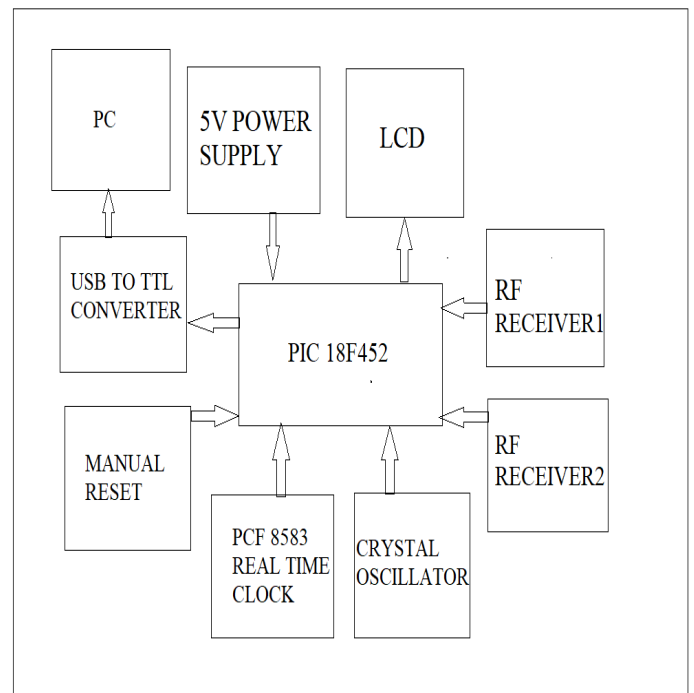 PC
5V POWER
SUPPLY
LCD
USB TO TTL
CONVERTER
RF
RECEIVER1
PIC 18F452
MANUAL
RESET
RF
RECEIVER2
PCF 8583
REAL TIME
CLOCK
CRYSTAL
OSCILLATOR